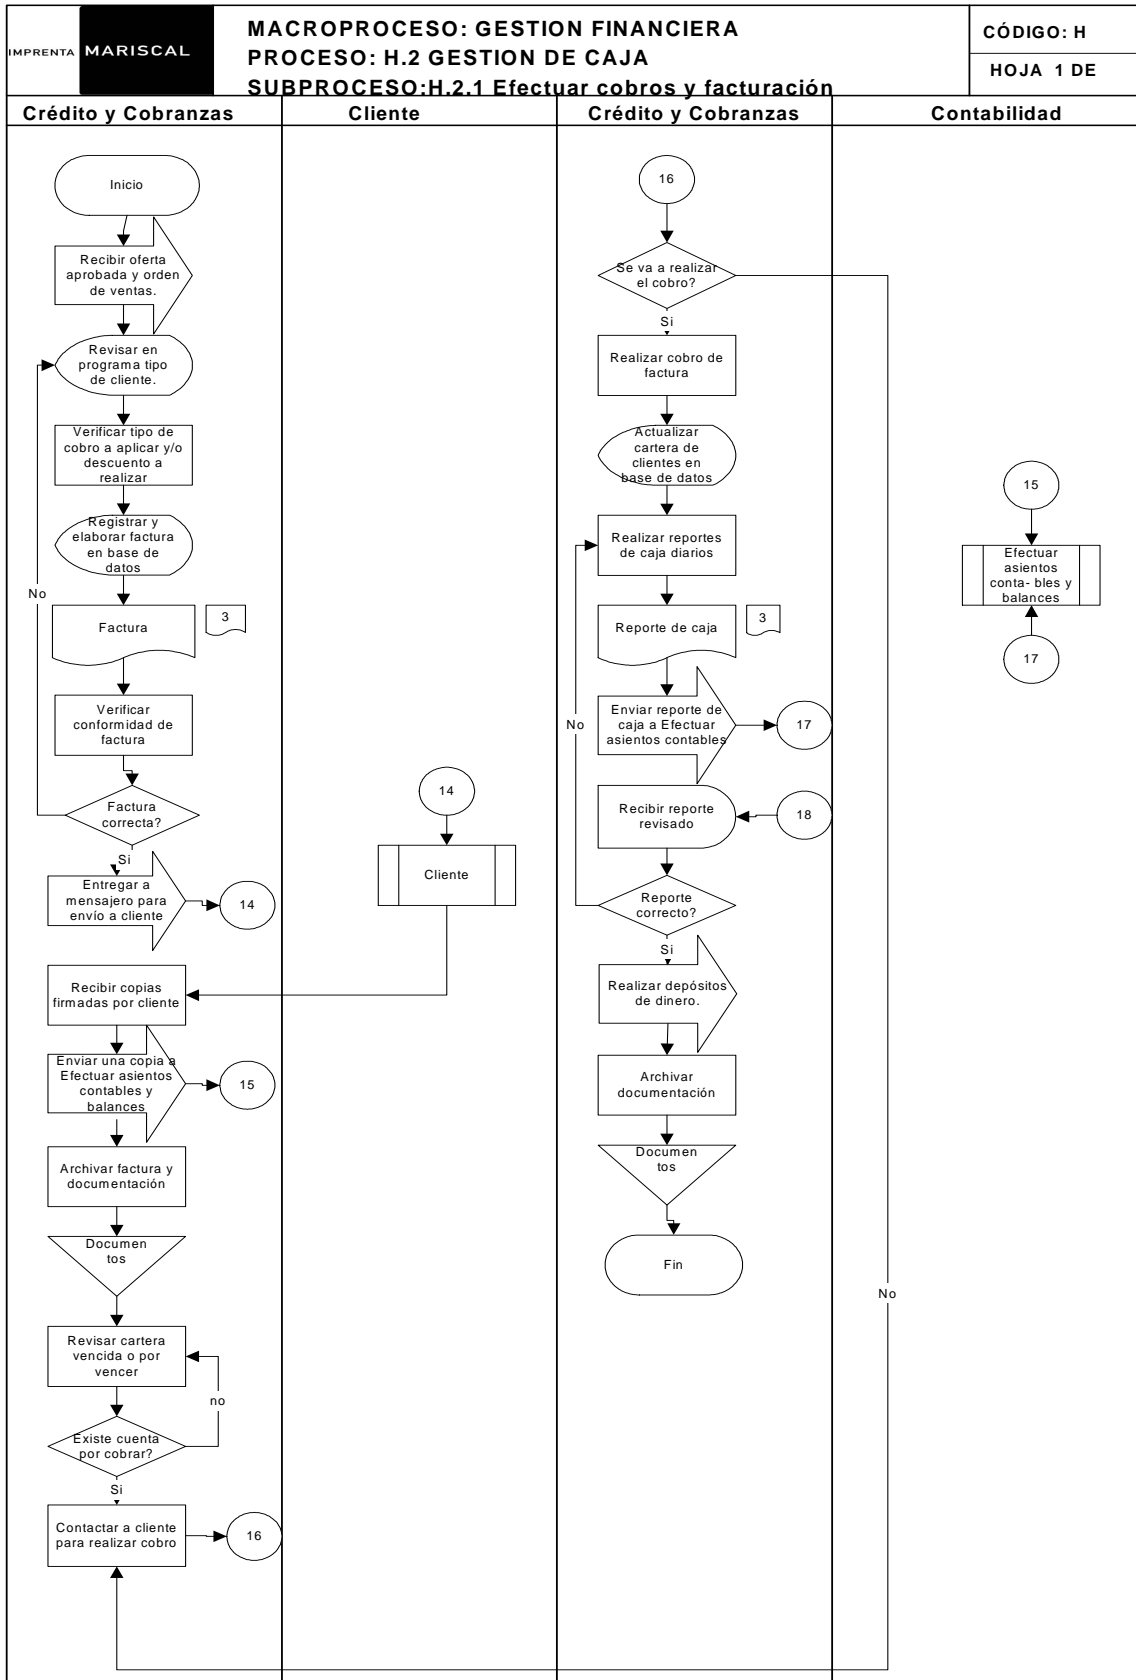 IMPRENTA MARISCAL
MACROPROCESO: GESTION FINANCIERA
PROCESO: H.2 GESTION DE CAJA
SUBPROCESO:H.2.1 Efectuar cobros y facturación
CÓDIGO: H
HOJA 1 DE
Crédito y Cobranzas
Cliente
Crédito y Cobranzas
Contabilidad
Inicio
Recibir oferta
aprobada y orden
de ventas.
Revisar en
programa tipo
de cliente.
Verificar tipo de
cobro a aplicar y/o
descuento a
realizar
Registrar y
elaborar factura
en base de
datos
No
Factura
3
Verificar
conformidad de
factura
Factura
correcta?
Si
Entregar a
mensajero para
envío a cliente
14
Recibir copias
firmadas por cliente
Enviar una copia a
Efectuar asientos
contables y
balances
15
Archivar factura y
documentación
Documen
tos
Revisar cartera
vencida o por
vencer
no
Existe cuenta
por cobrar?
Si
Contactar a cliente
para realizar cobro
16
14
Cliente
16
Se va a realizar
el cobro?
Si
Realizar cobro de
factura
Actualizar
cartera de
clientes en
base de datos
Realizar reportes
de caja diarios
Reporte de caja
3
No
Enviar reporte de
caja a Efectuar
asientos contables
17
Recibir reporte
revisado
18
Reporte
correcto?
Si
Realizar depósitos
de dinero.
Archivar
documentación
Documen
tos
Fin
No
15
Efectuar
asientos
conta- bles y
balances
17